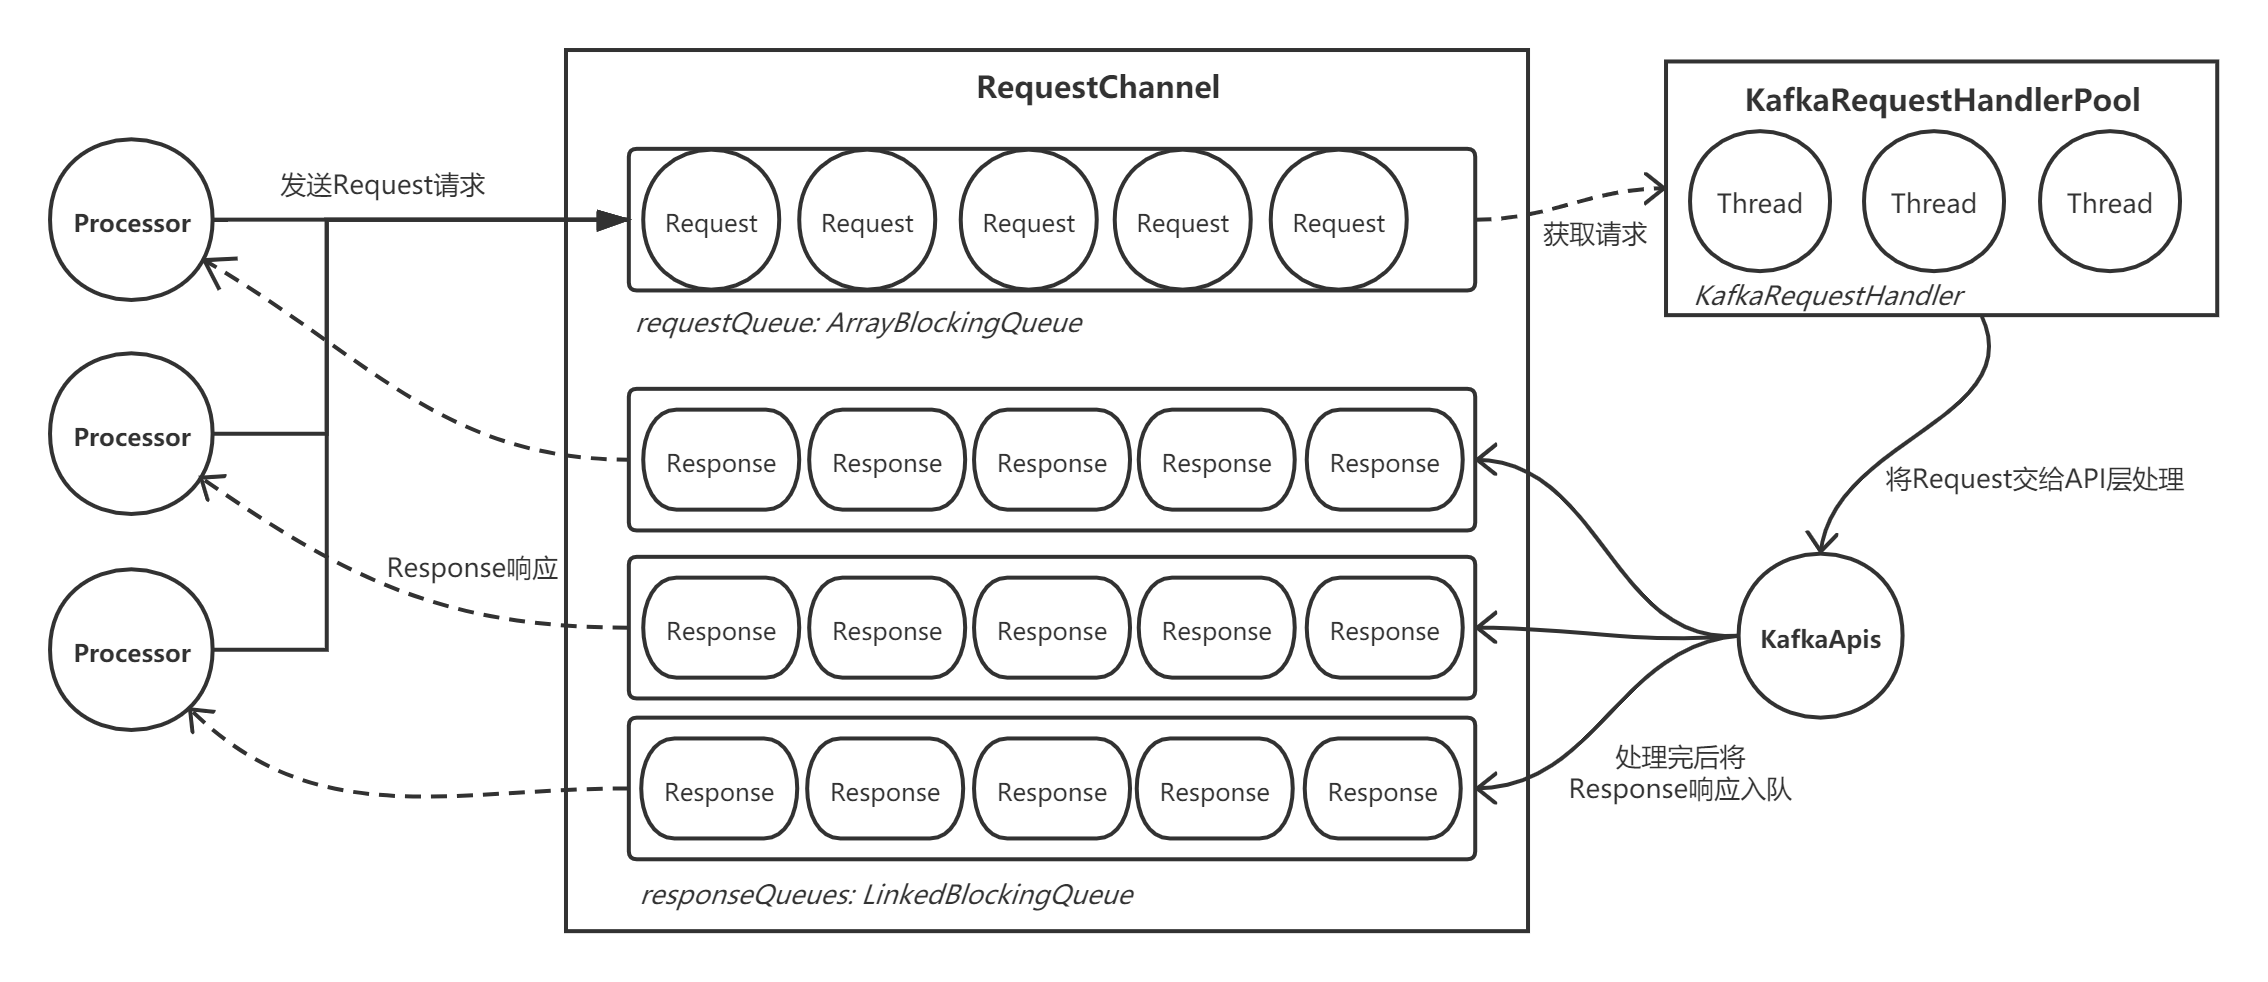 RequestChannel
KafkaRequestHandlerPool
Processor
发送Request请求
Request
Request
Request
Request
Request
获取请求
Thread
Thread
Thread
KafkaRequestHandler
requestQueue: ArrayBlockingQueue
Processor
Response
Response
Response
Response
Response
将Request交给API层处理
Response响应
Processor
Response
Response
Response
Response
Response
KafkaApis
Response
Response
Response
Response
Response
处理完后将
Response响应入队
responseQueues: LinkedBlockingQueue